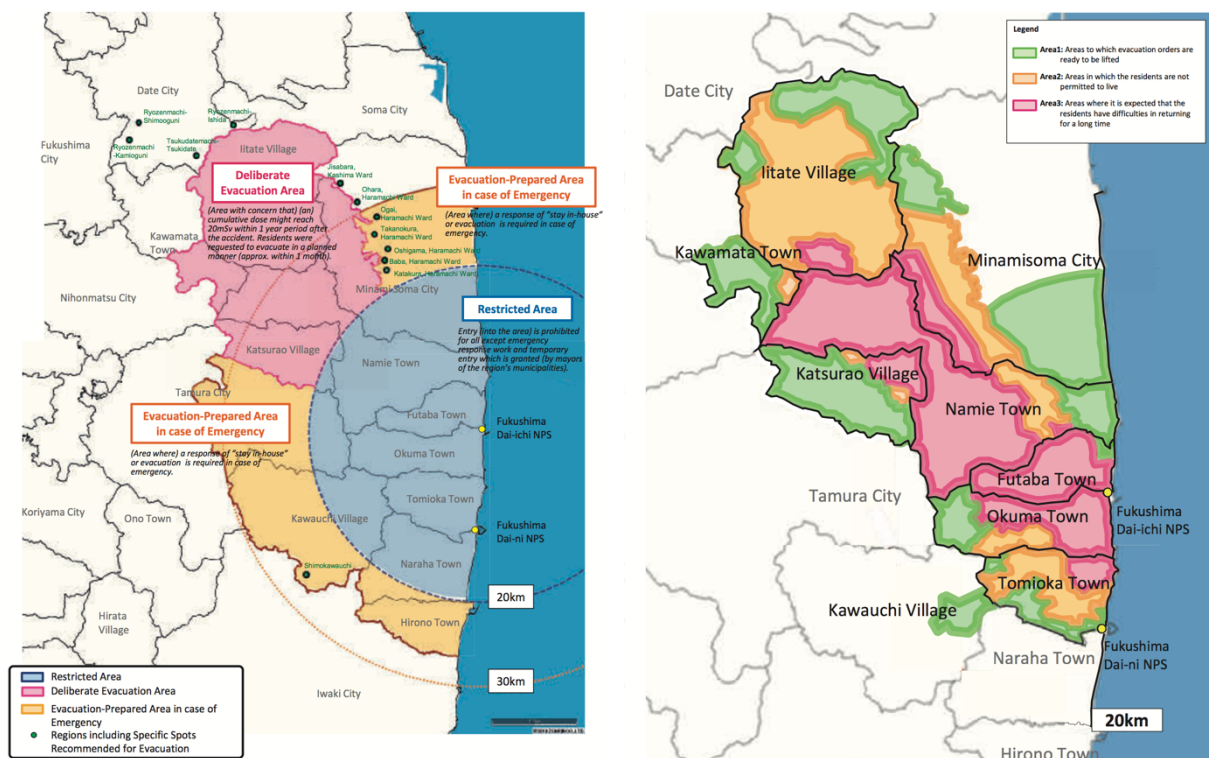 Date City
Ryozenmachi-
Shimooguni
Ryozenmachi-
Ishida
Soma City
Fukushima
City
Ryozenmachi
-Kamioguni
Tsukudatemachi-
Tsukidate
Iitate Village
Jisabara,
Kashima Ward
Deliberate
Evacuation Area
(Area with concern that) (an)
cumulative dose might reach
20mSv within 1 year period after
the accident. Residents were
requested to evacuate in a planned
manner (approx. within 1 month).
Ohara,
Haramachi Ward
Evacuation-Prepared Area
in case of Emergency
(Area where) a response of "stay in-house"
or evacuation is required in case of
emergency.
Ogai,
Haramachi Ward
Takanokura,
Haramachi Ward
Oshigama, Haramachi Ward
Baba, Haramachi Ward
Katakura, Haramachi Ward
Kawamata
Town
Minami Soma City
Nihonmatsu City
Restricted Area
Entry (into the area) is prohibited
for all except emergency
response work and temporary
entry which is granted (by mayors
of the region's municipalities).
Katsurao Village
Namie Town
Tamura City
Evacuation-Prepared Area
in case of Emergency
(Area where) a response of "stay in-house"
or evacuation is required in case of
emergency.
Futaba Town
Fukushima
Dai-ichi NPS
Okuma Town
Tomioka Town
Koriyama City
Ono Town
Kawauchi Village
Fukushima
Dai-ni NPS
Naraha Town
Shimokawauchi
20km
Hirata
Village
Hirono Town
30km
Iwaki City
Restricted Area
Deliberate Evacuation Area
Evacuation-Prepared Area in case of
Emergency
Regions including Specific Spots
Recommended for Evacuation
Legend
Area1: Areas to which evacuation orders are
ready to be lifted
Area2: Areas in which the residents are not
permitted to live
Area3: Areas where it is expected that the
residents have difficulties in returning
for a long time
Date City
Iitate Village
Kawamata Town
Minamisoma City
Katsurao Village
Namie Town
Futaba Town
Tamura City
Okuma Town
Fukushima
Dai-ichi NPS
Tomioka Town
Kawauchi Village
Fukushima
Dai-ni NPS
Naraha Town
20km
Hirono Town